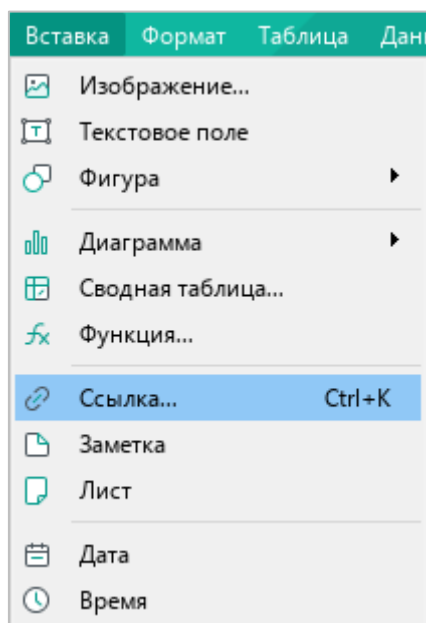 Вставка Формат Таблица
Изображение...
Текстовое поле
Фигура
Диаграмма
Сводная таблица...
Функция...
Ссылка... Ctrl+K
Заметка
Лист
Дата
Время